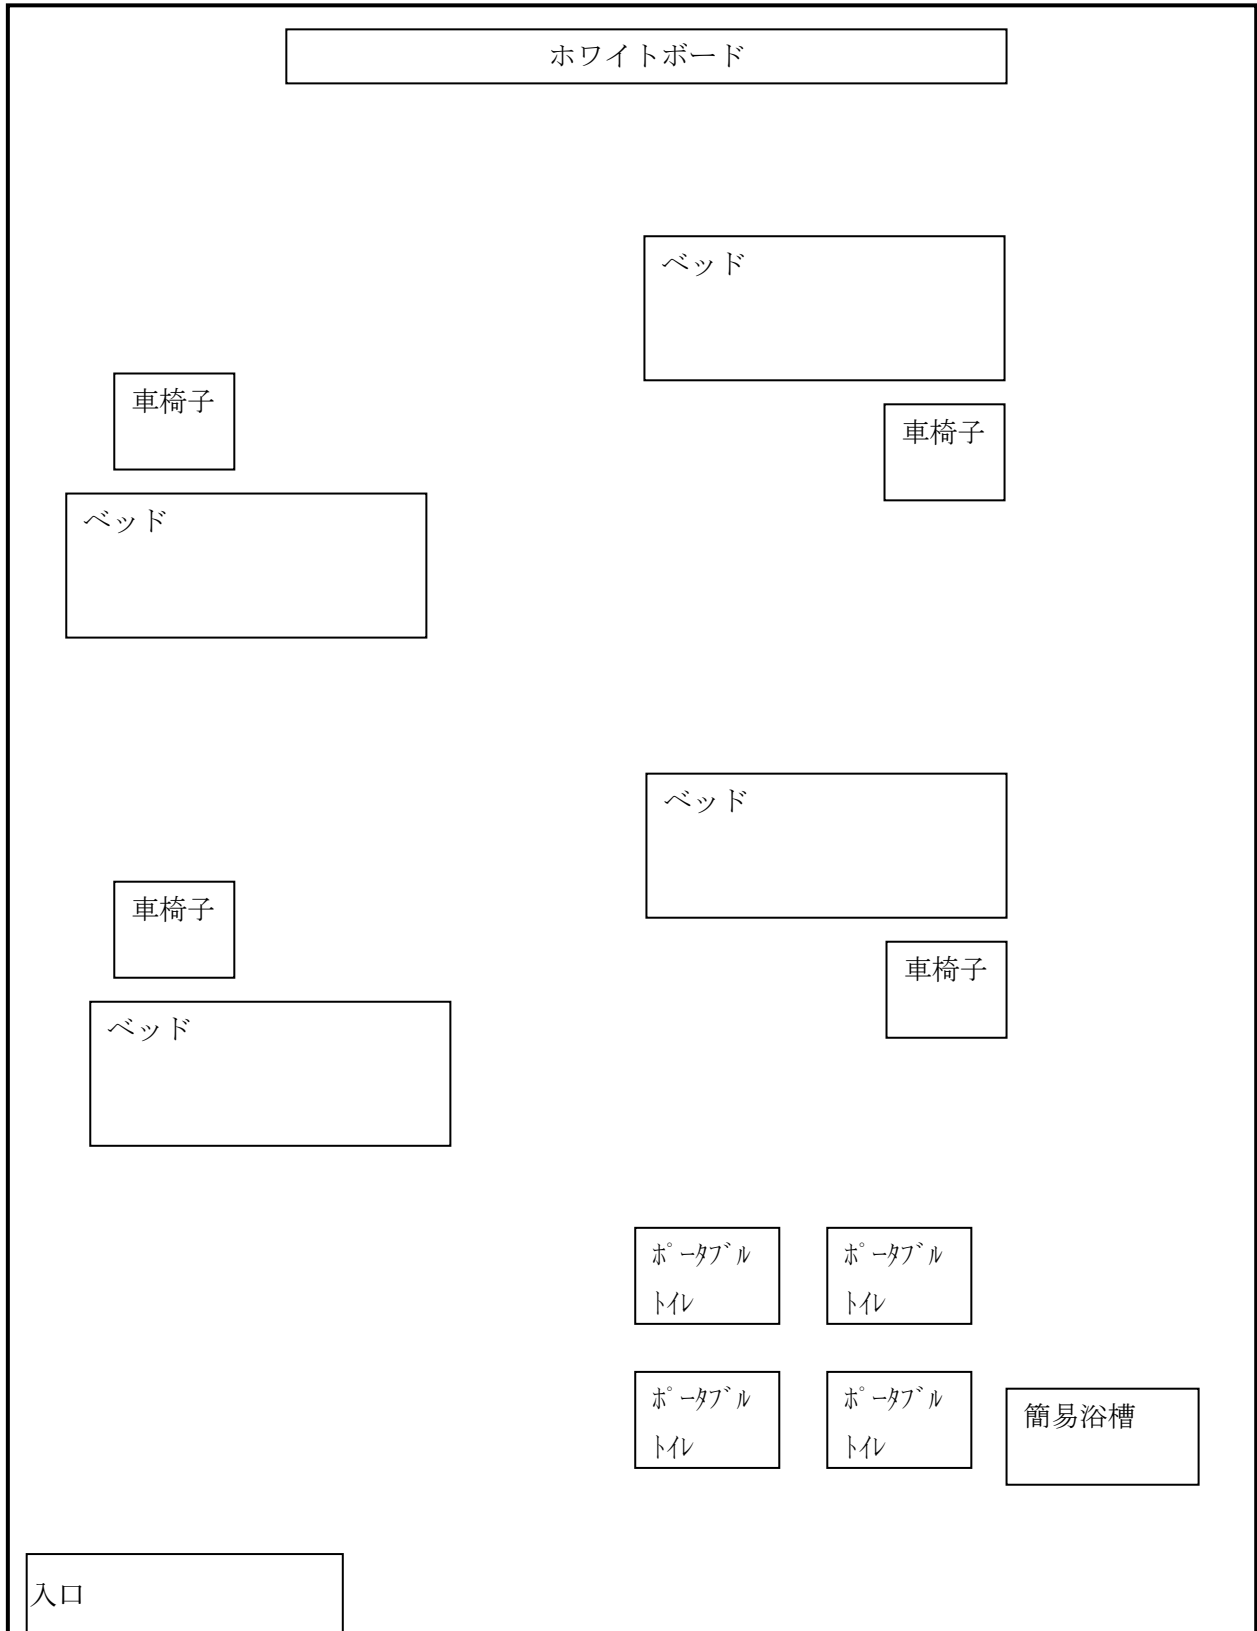 ホワイトボード
ベッド
車椅子
車椅子
ベッド
ベッド
車椅子
車椅子
ベッド
ﾎﾟｰﾀﾌﾞﾙ
ﾄｲﾚ
ﾎﾟｰﾀﾌﾞﾙ
ﾄｲﾚ
ﾎﾟｰﾀﾌﾞﾙ
ﾄｲﾚ
ﾎﾟｰﾀﾌﾞﾙ
ﾄｲﾚ
簡易浴槽
入口